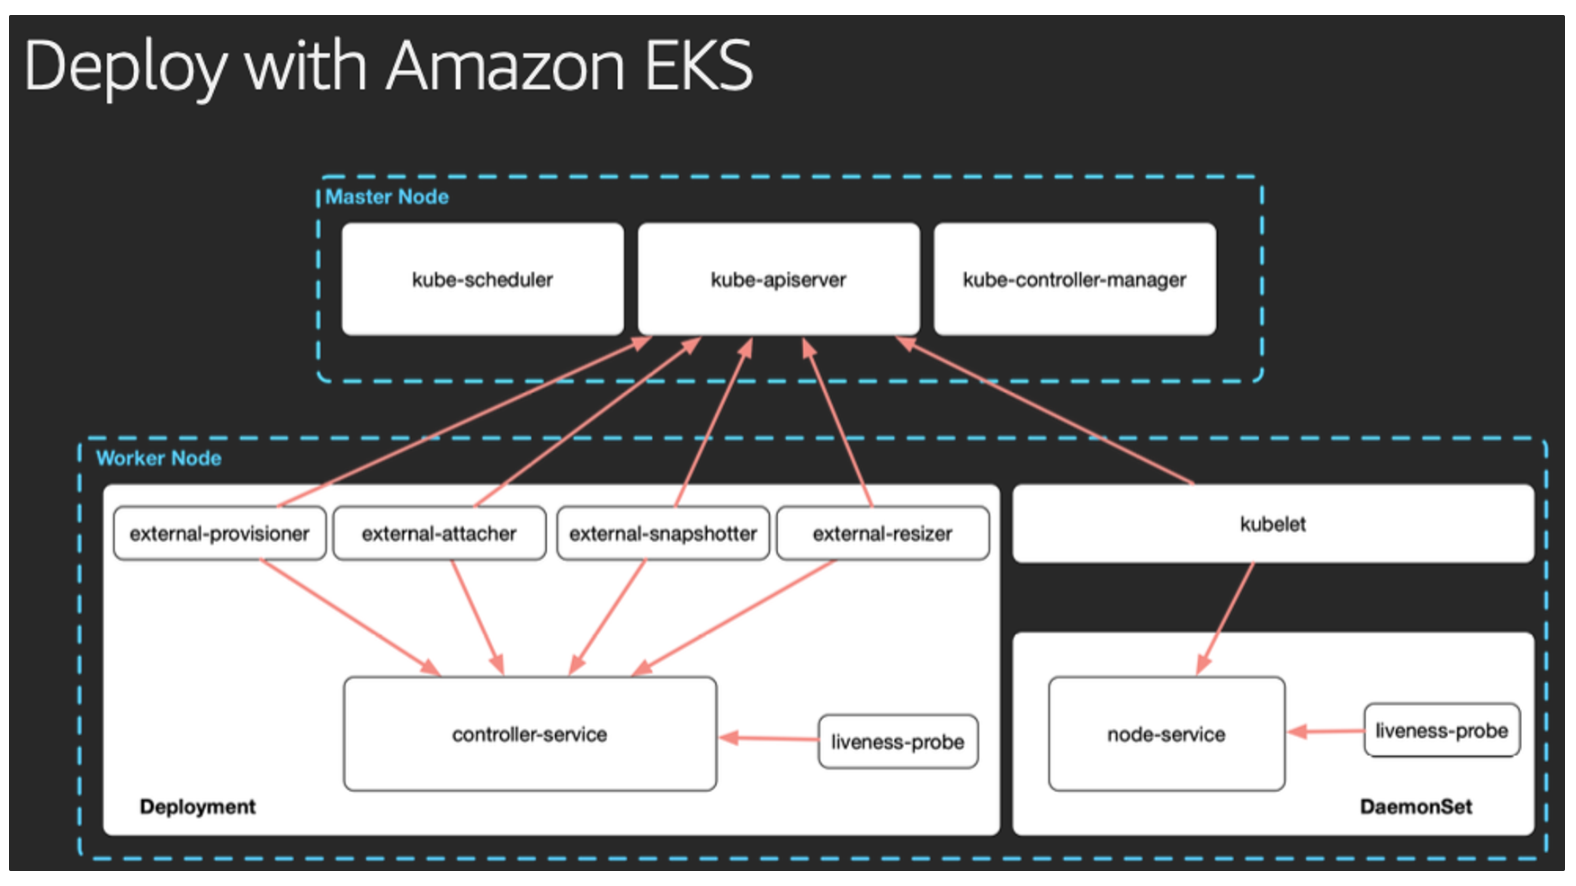 Deploy with Amazon EKS
Master Node
kube-scheduler
kube-apiserver
kube-controller-manager
Worker Node
external-provisioner
external-attacher
external-snapshotter
external-resizer
kubelet
controller-service
liveness-probe
node-service
liveness-probe
Deployment
DaemonSet